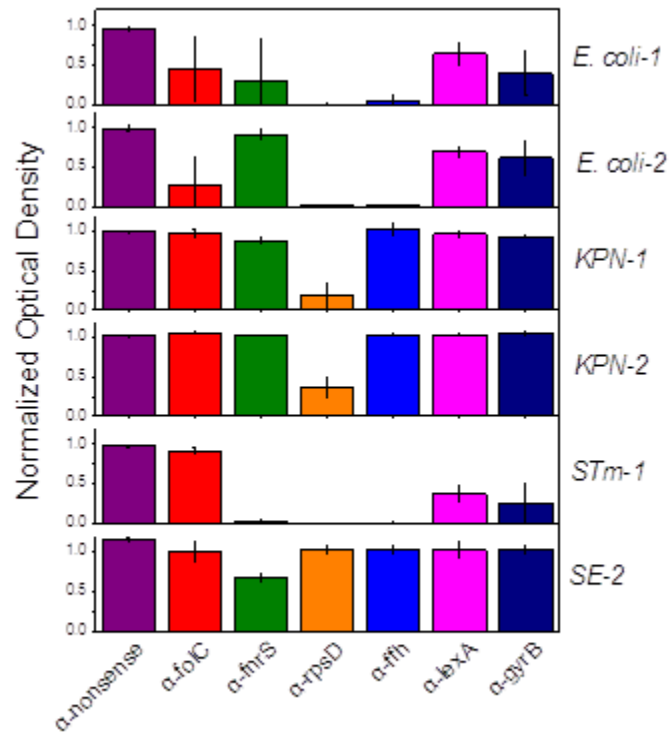 Normalized Optical Density
1.0
0.5
0.0
E. coli-1
1.0
0.5
0.0
E. coli-2
1.0
0.5
0.0
KPN-1
1.0
0.5
0.0
KPN-2
1.0
0.5
0.0
STm-1
1.0
0.5
0.0
SE-2
α-nonsense
α-folC
α-fnrS
α-rpsD
α-ffh
α-lexA
α-gyrB